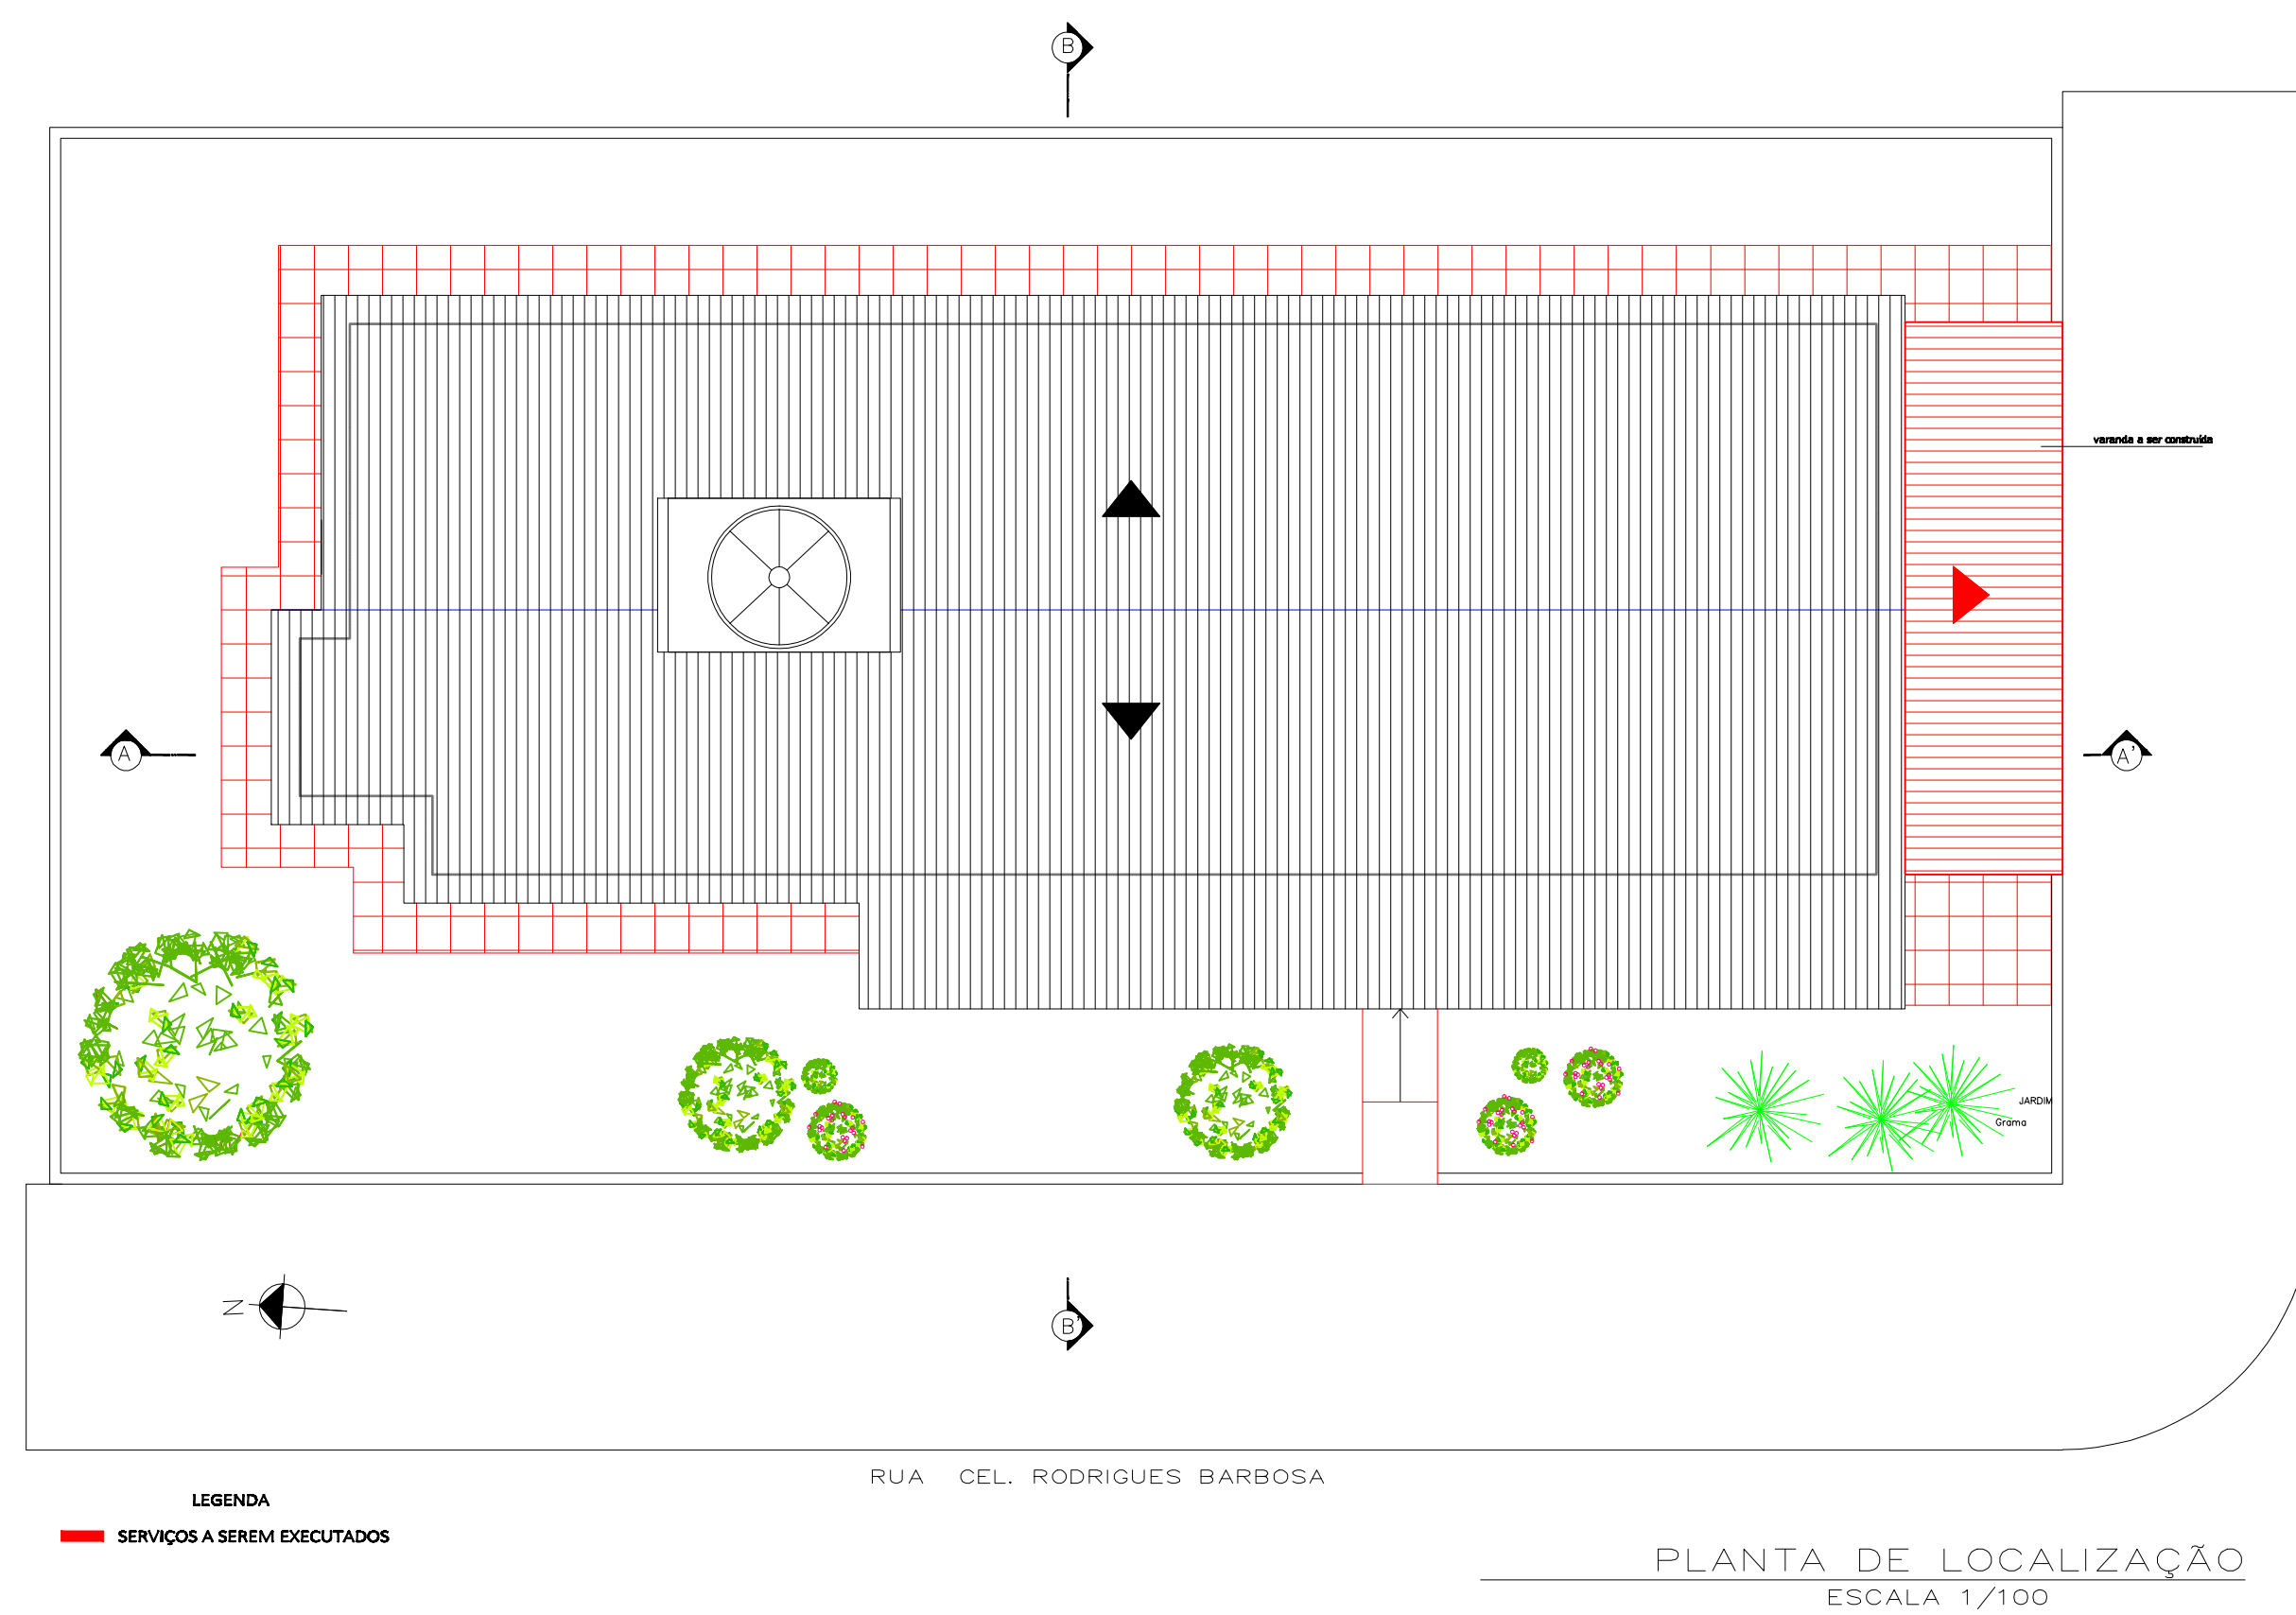 B
varanda a ser construída
A
A'
JARDIM
Grama
N
B'
RUA CEL. RODRIGUES BARBOSA
LEGENDA
SERVIÇOS A SEREM EXECUTADOS
PLANTA DE LOCALIZAÇÃO
ESCALA 1/100